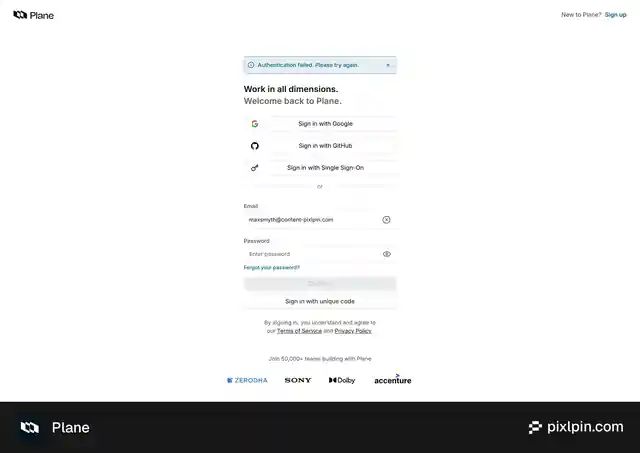 Plane
New to Plane? Sign up
Authentication failed. Please try again.
Work in all dimensions.
Welcome back to Plane.
Sign in with Google
Sign in with GitHub
Sign in with Single Sign-On
or
Email
maxsmyth@content-pixlpin.com
Password
Enter password
Forgot your password?
Sign in with unique code
By signing in, you understand and agree to
our Terms of Service and Privacy Policy
Join 50,000+ teams building with Plane
ZERODHA SONY Dolby accenture
Plane
pixlpin.com